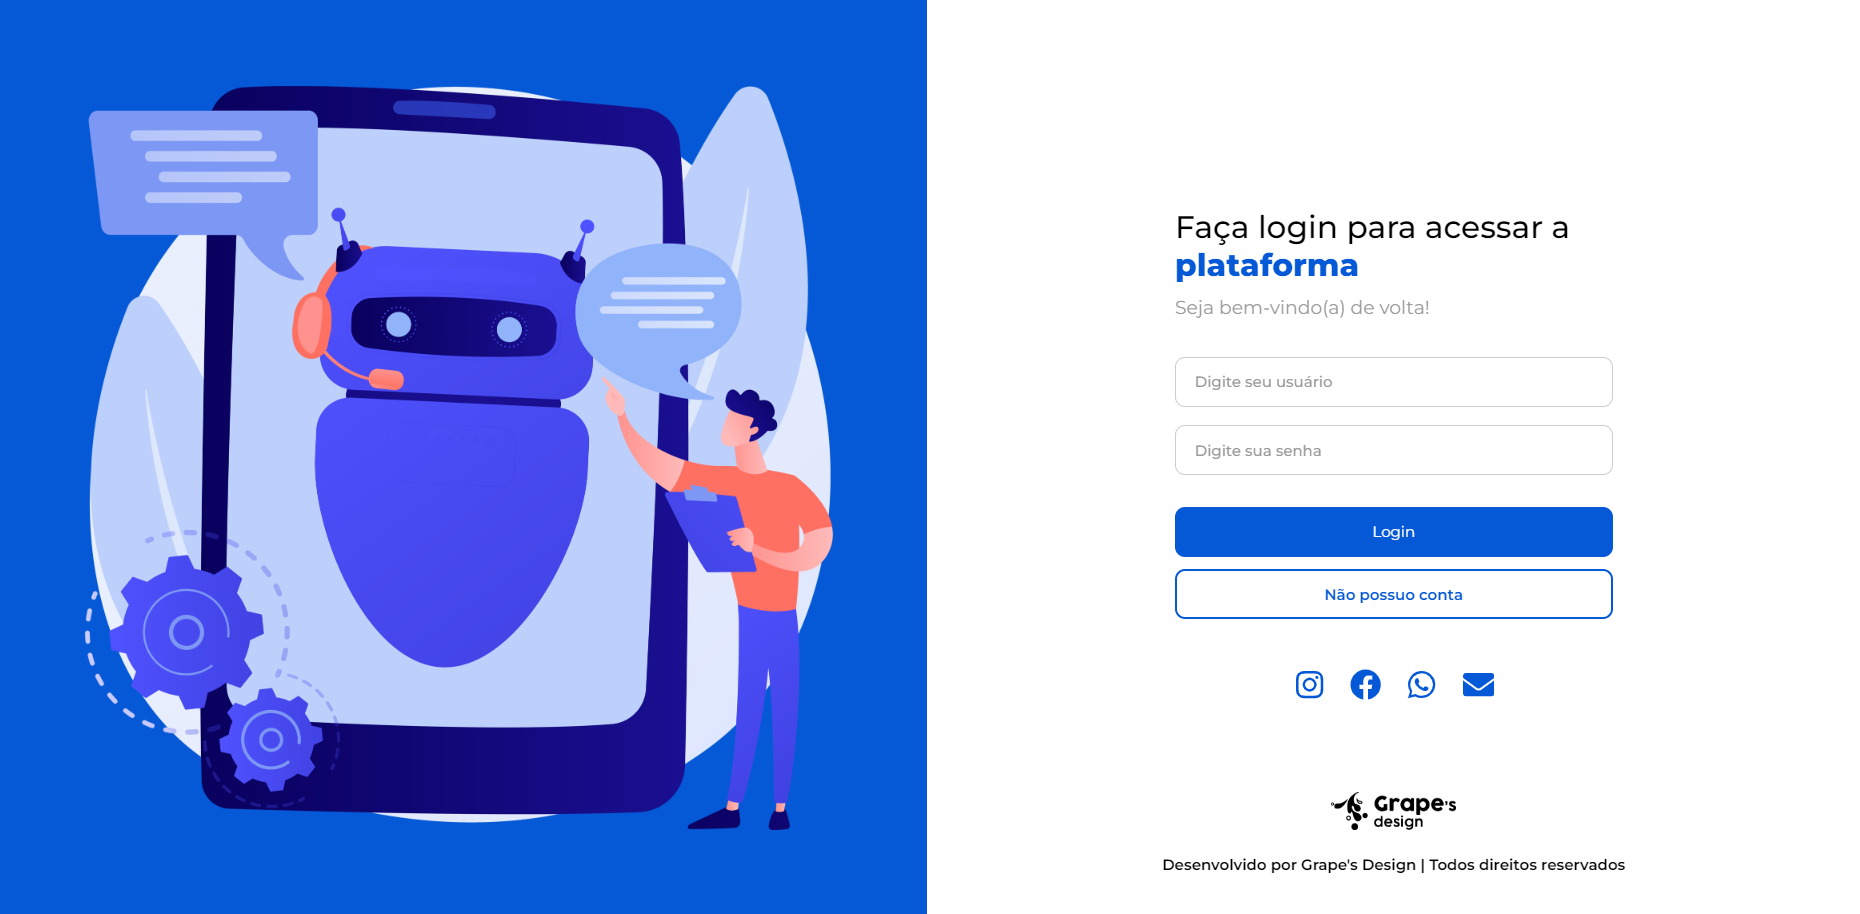 Faça login para acessar a
plataforma
Seja bem-vindo(a) de volta!
Digite seu usuário
Digite sua senha
Login
Não possuo conta
Grape's
design
Desenvolvido por Grape's Design | Todos direitos reservados